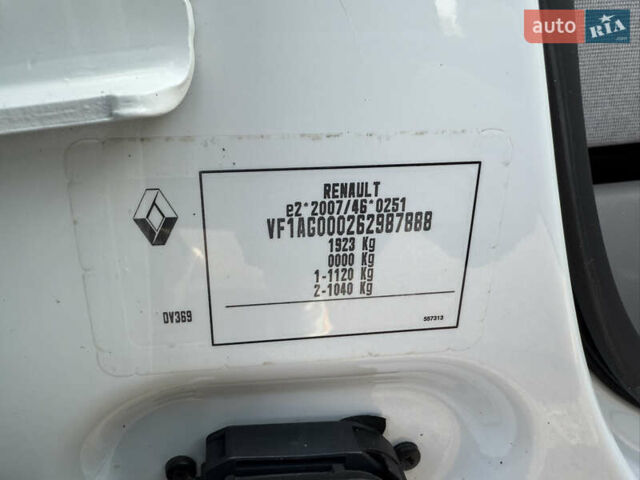 auto RIA.com
RENAULT
e2*2007/46*0251
VF1AG000262987888
1923 Kg
0000 Kg
1-1120 Kg
2-1040 Kg
DV369
557313